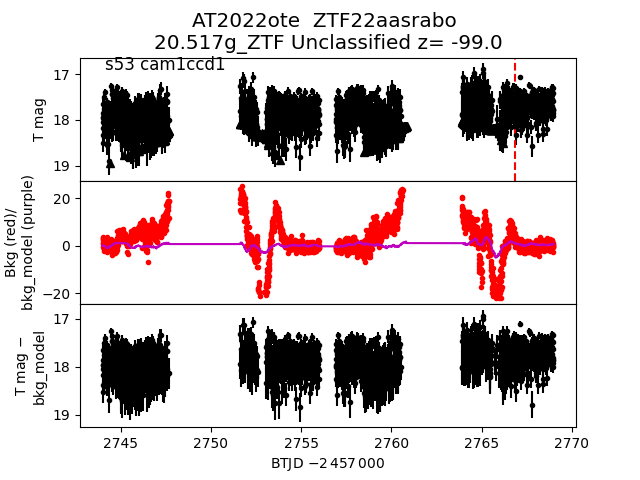 AT2022ote  ZTF22aasrabo
20.517g_ZTF Unclassified z= -99.0
s53 cam1ccd1
17
18
19
T mag
20
0
−20
Bkg (red)/
bkg_model (purple)
17
18
19
T mag −
bkg_model
2745
2750
2755
2760
2765
2770
BTJD −2 457 000